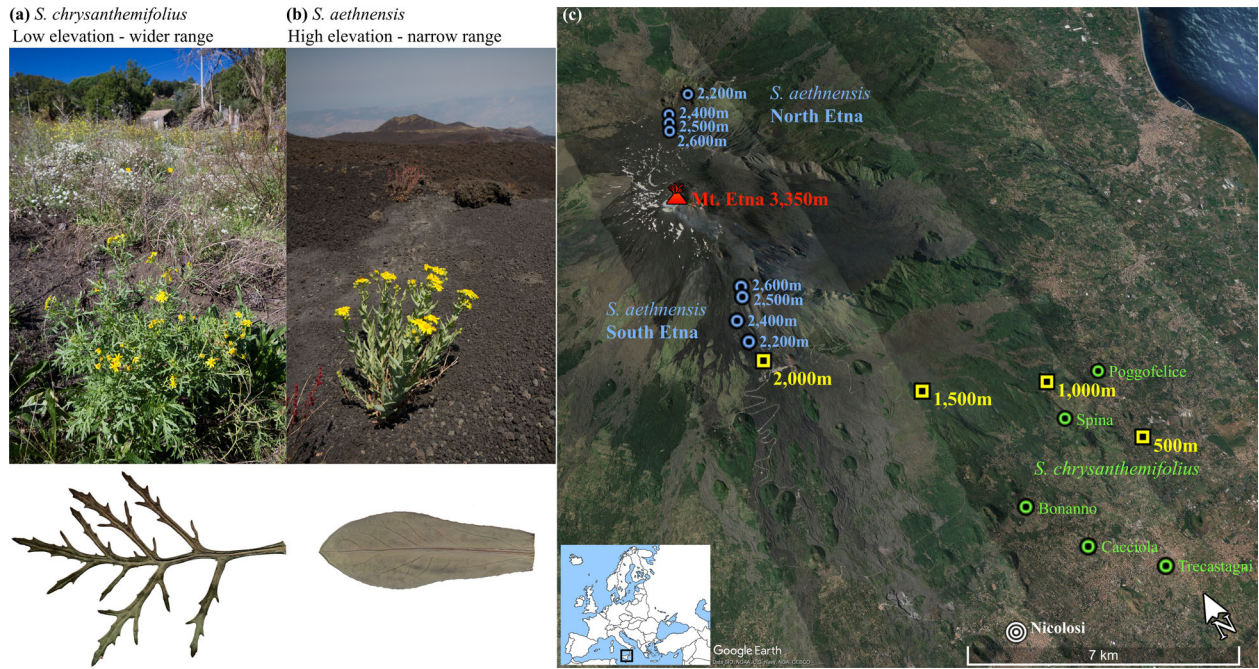 (a) S. chrysanthemifolius
Low elevation - wider range
(b) S. aethnensis
High elevation - narrow range
(c)
2,200m
2,400m
2,500m
2,600m
S. aethnensis
North Etna
Mt. Etna 3,350m
2,600m
2,500m
2,400m
2,200m
S. aethnensis
South Etna
2,000m
1,500m
1,000m
Poggofelice
Spina
500m
S. chrysanthemifolius
Bonanno
Cacciola
Trecastagni
Nicolosi
N
7 km
Google Earth